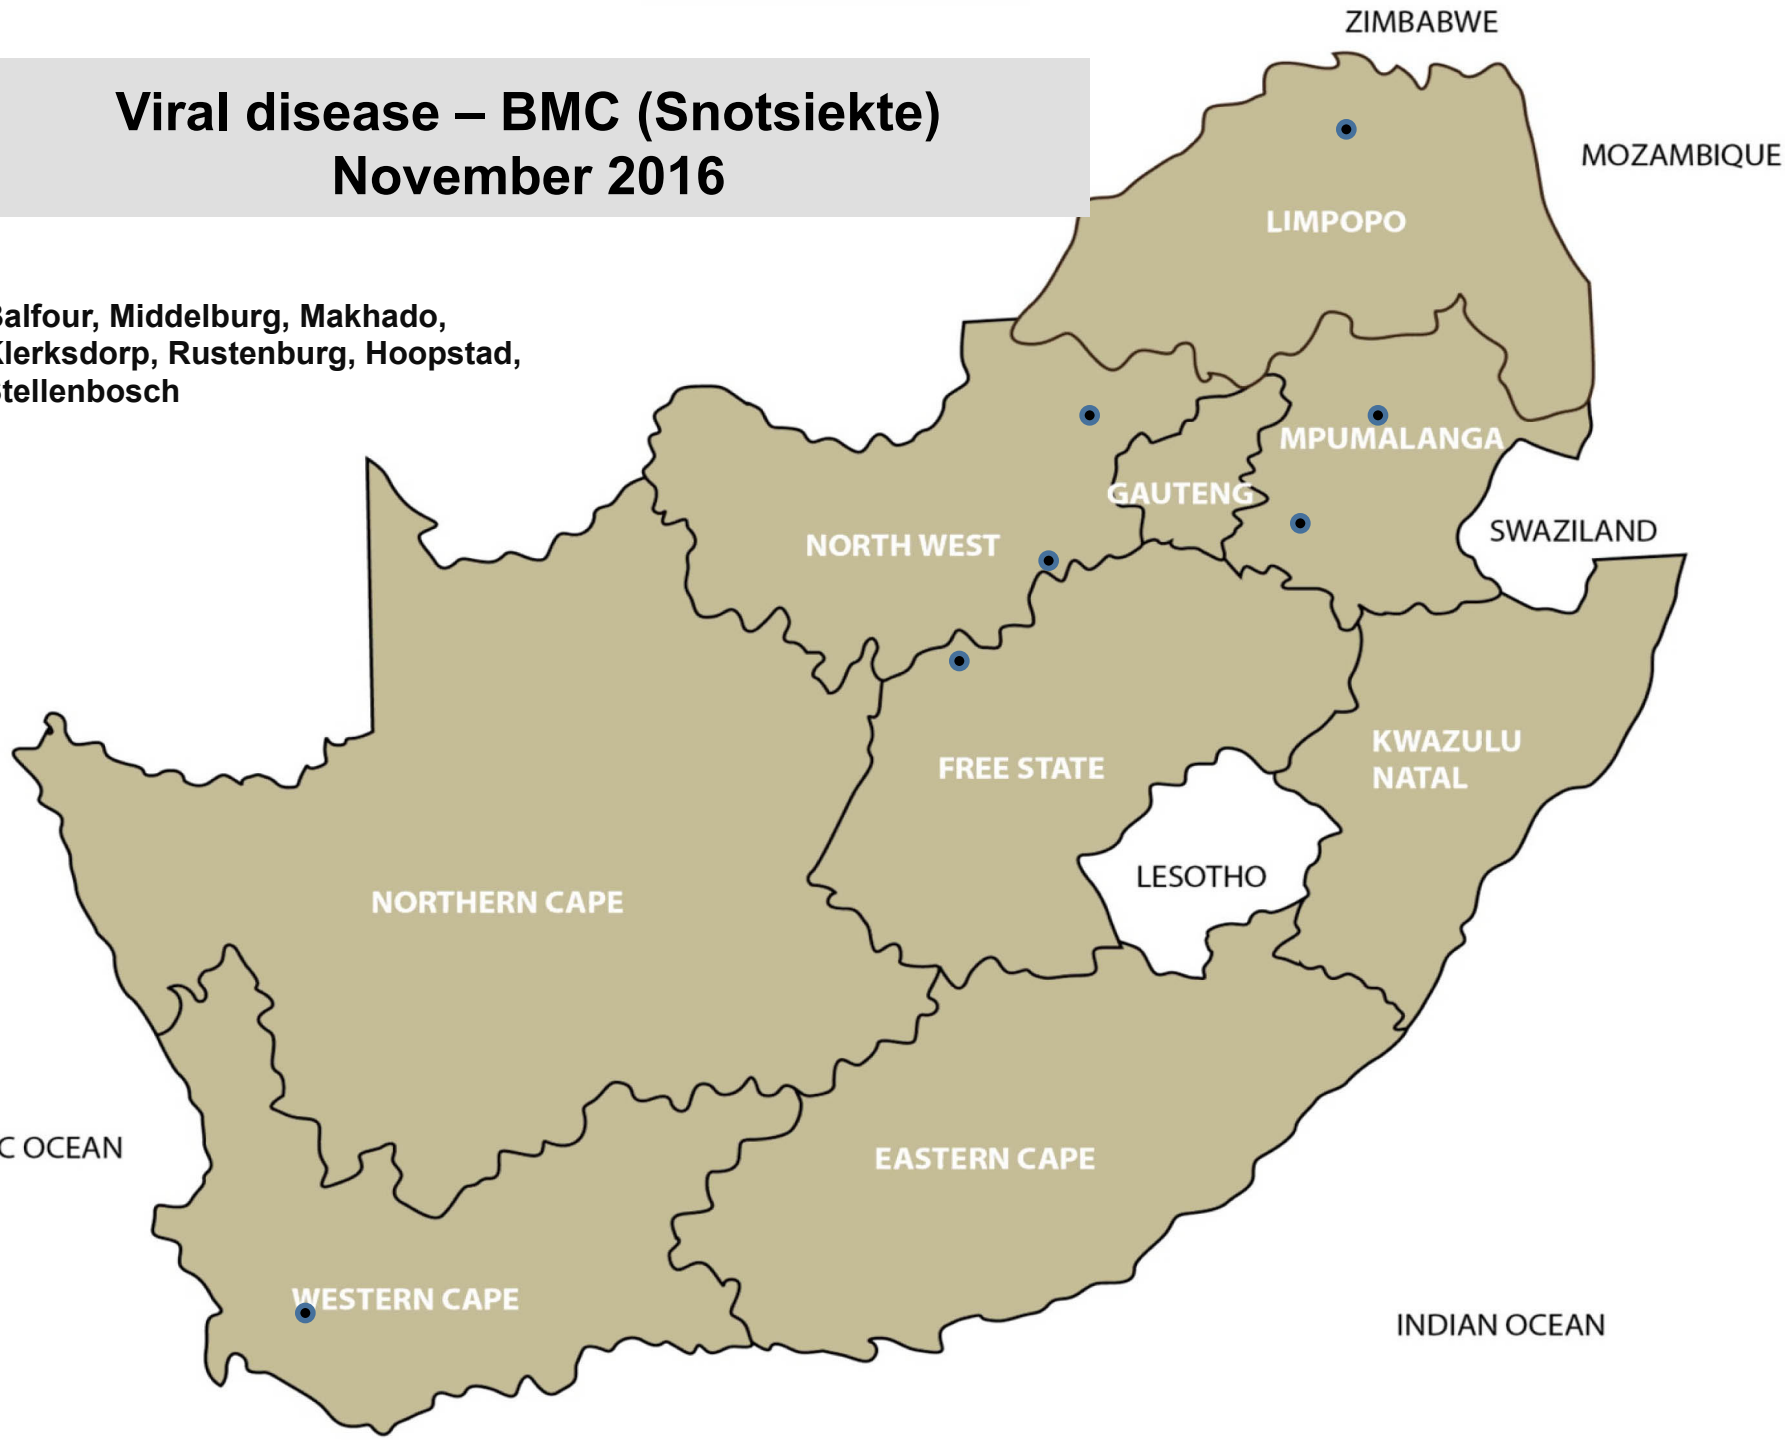 ZIMBABWE
Viral disease – BMC (Snotsiekte)
November 2016
MOZAMBIQUE
LIMPOPO
alfour, Middelburg, Makhado,
lerksdorp, Rustenburg, Hoopstad,
tellenbosch
MPUMALANGA
GAUTENG
SWAZILAND
NORTH WEST
KWAZULU
NATAL
FREE STATE
LESOTHO
NORTHERN CAPE
C OCEAN
EASTERN CAPE
WESTERN CAPE
INDIAN OCEAN